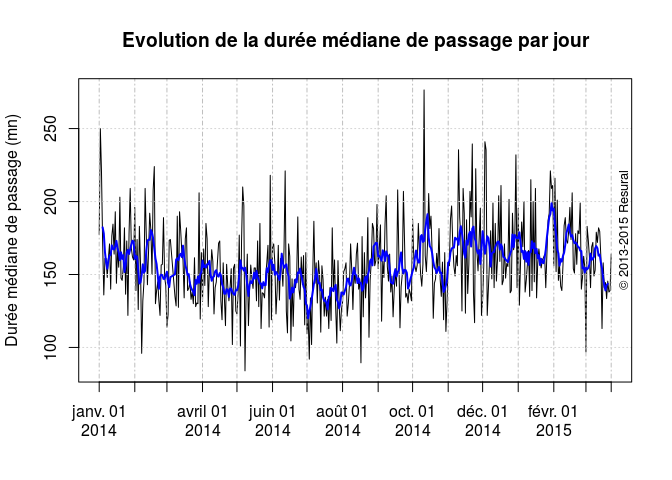 Evolution de la durée médiane de passage par jour
Durée médiane de passage (mn)
250
200
150
100
© 2013-2015 Resural
janv. 01 avril 01 juin 01 août 01 oct. 01 déc. 01 févr. 01
2014 2014 2014 2014 2014 2014 2015